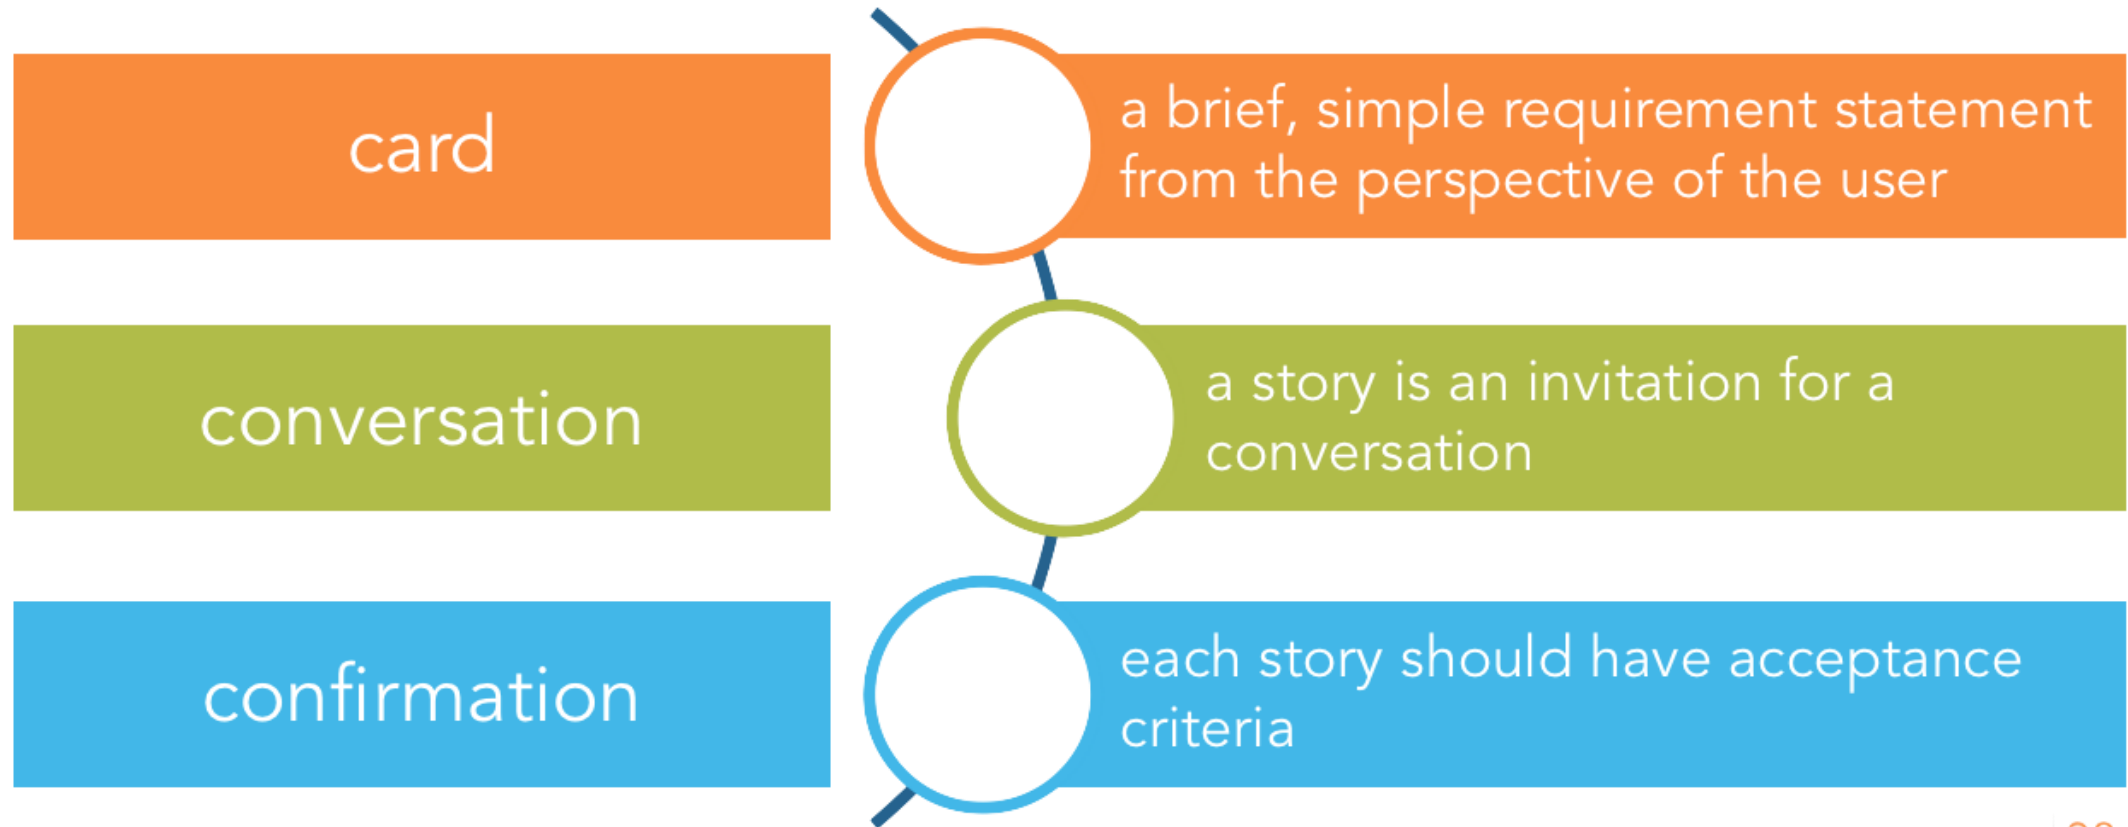 card
a brief, simple requirement statement
from the perspective of the user
conversation
a story is an invitation for a
conversation
confirmation
each story should have acceptance
criteria